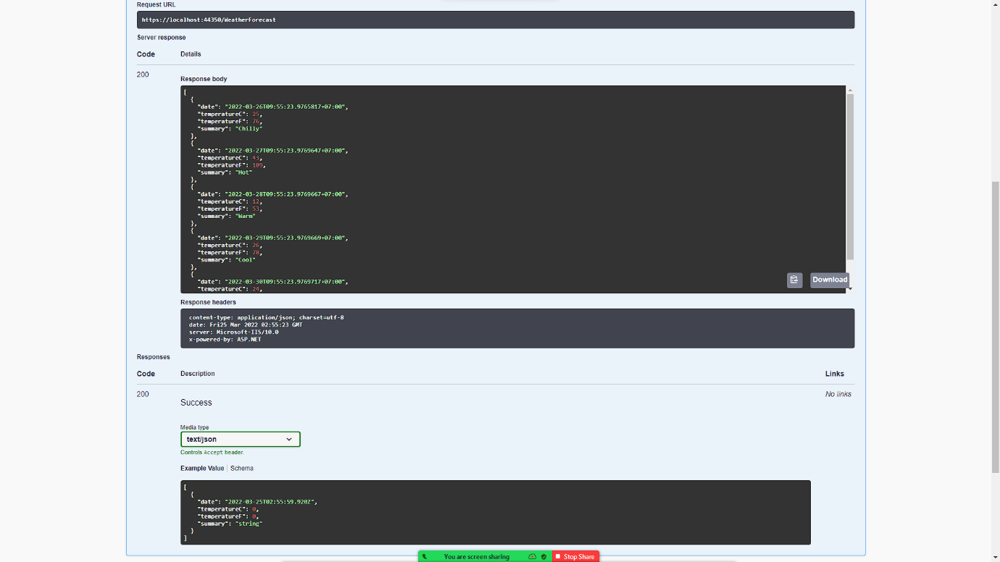 Request URL
https://localhost:44350/WeatherForecast
Server response
Code Details
200
Response body
[
{
"date": "2022-03-26T09:55:23.9765817+07:00",
"temperatureC": 25,
"temperatureF": 76,
"summary": "Chilly"
},
{
"date": "2022-03-27T09:55:23.9769647+07:00",
"temperatureC": 43,
"temperatureF": 109,
"summary": "Hot"
},
{
"date": "2022-03-28T09:55:23.9769667+07:00",
"temperatureC": 12,
"temperatureF": 53,
"summary": "Warm"
},
{
"date": "2022-03-29T09:55:23.9769669+07:00",
"temperatureC": 26,
"temperatureF": 78,
"summary": "Cool"
},
{
"date": "2022-03-30T09:55:23.9769717+07:00",
"temperatureC": 24,
Download
Response headers
content-type: application/json; charset=utf-8
date: Fri25 Mar 2022 02:55:23 GMT
server: Microsoft-IIS/10.0
x-powered-by: ASP.NET
Responses
Code Description Links
200 No links
Success
Media type
text/json
Controls Accept header.
Example Value Schema
[
{
"date": "2022-03-25T02:55:59.920Z",
"temperatureC": 0,
"temperatureF": 0,
"summary": "string"
}
]
You are screen sharing Stop Share